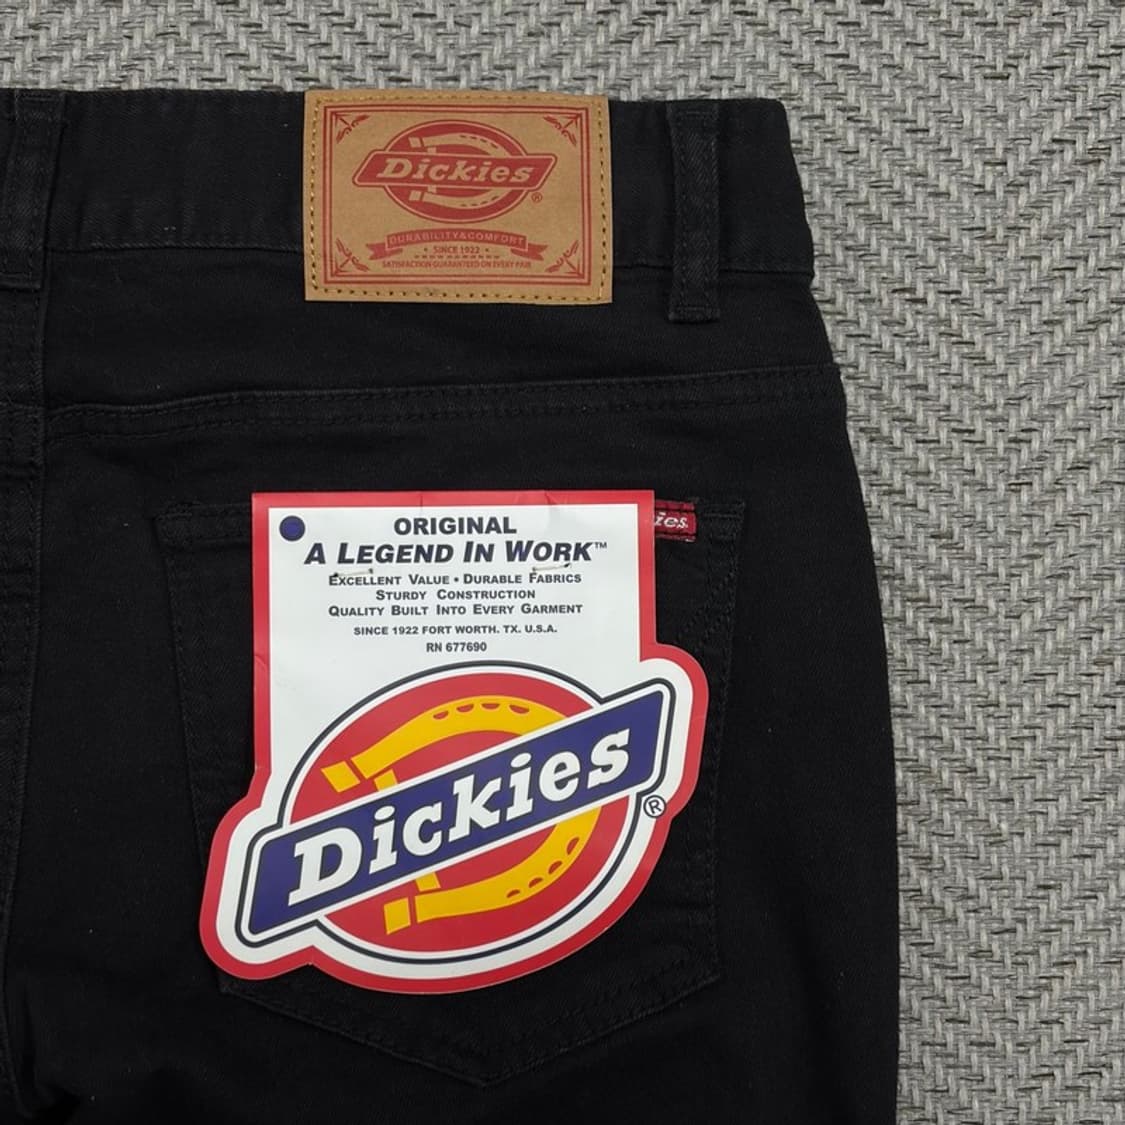 Dickies
®
DURABILITY&COMFORT
• SINCE 1922 •
SATISFACTION GUARANTEED ON EVERY PAIR
ies
ORIGINAL
A LEGEND IN WORK™
EXCELLENT VALUE • DURABLE FABRICS
STURDY CONSTRUCTION
QUALITY BUILT INTO EVERY GARMENT
SINCE 1922 FORT WORTH. TX. U.S.A.
RN 677690
Dickies
®